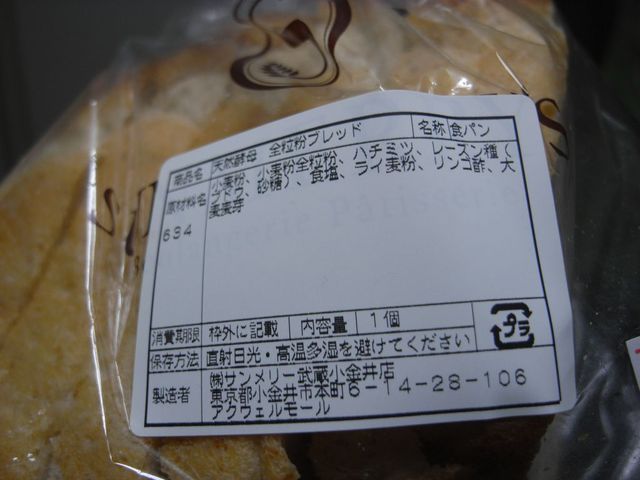 商品名 天然酵母 全粒粉ブレッド 名称 食パン
原材料名 小麦粉、小麦粉全粒粉、ハチミツ、レーズン種(
ブドウ、砂糖)、食塩、ライ麦粉、リンゴ酢、大
麦麦芽
634
消費期限 枠外に記載 内容量 1個
プラ
保存方法 直射日光・高温多湿を避けてください
製造者 ㈱サンメリー武蔵小金井店
東京都小金井市本町6-14-28-106
アクウェルモール